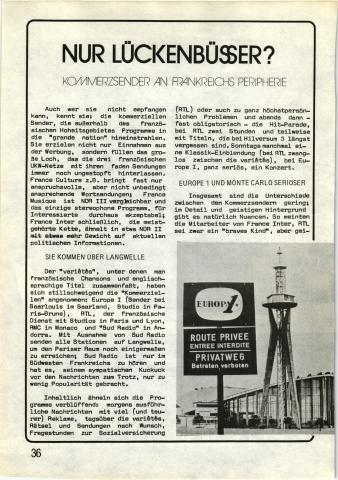 NUR LÜCKENBÜSSER?
KOMMERZSENDER AN FRANKREICHS PERIPHERIE
Auch wer sie nicht empfangen
kann, kennt sie: die kommerziellen
Sender, die außerhalb des franzö-
sischen Hoheitsgebietes Programme in
die "grande nation" hineinstrahlen.
Sie erzielen nicht nur Einnahmen aus
der Werbung, sondern füllen das gro-
ße Loch, das die drei französischen
UKW-Netze mit ihren faden Sendungen
immer noch ungestopft hinterlassen.
France Culture z.B. bringt fast nur
anspruchsvolle, aber nicht unbedingt
ansprechende Wortsendungen, France
Musique ist NDR III vergleichbar und
das einzige stereophone Programm, für
Interessierte durchaus akzeptabel;
France Inter schließlich, die meist-
gehörte Kette, ähnelt in etwa NDR II
mit etwas mehr Gewicht auf aktuellen
politischen Informationen.
SIE KOMMEN ÜBER LANGWELLE
Der "variétés", unter denen man
französische Chansons und englisch-
sprachige Titel zusammenfaßt, haben
sich stillschweigend die "Kommerziel-
len" angenommen: Europe I (Sender bei
Saarlouis im Saarland, Studio in Pa-
ris-Brune), RTL, der französische
Dienst mit Studios in Paris und Lyon,
RMC in Monaco und "Sud Radio" in An-
dorra. Mit Ausnahme von Sud Radio
senden alle Stationen auf Langwelle,
um den Pariser Raum noch einigermaßen
zu erreichen; Sud Radio ist nur im
Südwesten Frankreichs zu hören und
hat es, seinem sympatischen Kuckuck
vor den Nachrichten zum Trotz, nur zu
wenig Popularität gebracht.
Inhaltlich ähneln sich die Pro-
gramme verblüffend: morgens ausführ-
liche Nachrichten mit viel (und teu-
rer) Reklame, tagsüber die variétés,
Rätsel und Sendungen nach Wunsch,
Fragestunden zur Sozialversicherung
(RTL) oder auch zu ganz höchstpersön-
lichen Problemen und abends dann -
fast obligatorisch - die Hit-Parade,
bei RTL zwei Stunden und teilweise
mit Titeln, die bei Hilversum 3 längst
vergessen sind, Sonntags manchmal ei-
ne Klassik-Einblendung (bei RTL zwang-
los zwischen die variétés), bei Eu-
rope I, ganz seriös, ein Konzert.
EUROPE 1 UND MONTE CARLO SERIÖSER
Insgesamt sind die Unterschiede
zwischen den Kommerzsendern gering;
im Detail und geistigen Hintergrund
gibt es natürlich Nuancen. So meinten
die Mitarbeiter von France Inter, RTL
sei zwar ein "braves Kind", aber gei-
EUROPE 1
ROUTE PRIVEE
ENTREE INTERDITE
PRIVATWEG
Betreten verboten
36